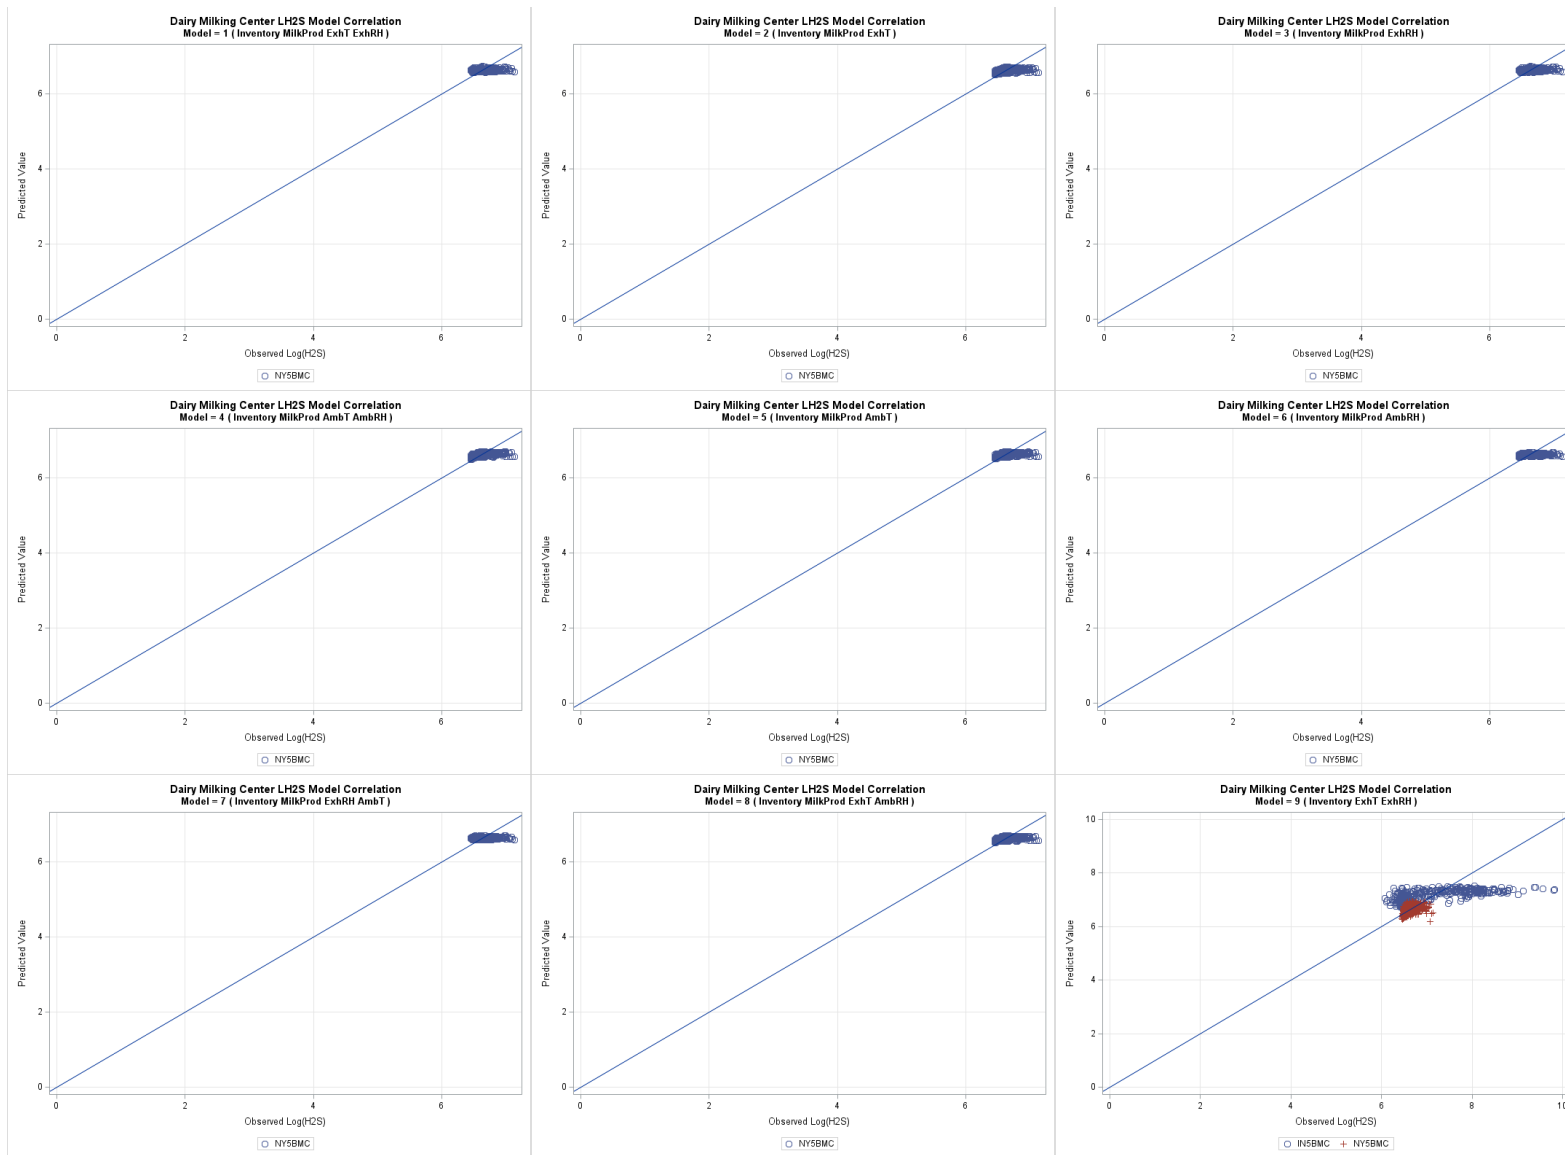 Dairy Milking Center LH2S Model Correlation
Model = 1 ( Inventory MilkProd ExhT ExhRH )
6
4
2
0
Predicted Value
0 2 4 6
Observed Log(H2S)
NY5BMC
Dairy Milking Center LH2S Model Correlation
Model = 2 ( Inventory MilkProd ExhT )
6
4
2
0
Predicted Value
0 2 4 6
Observed Log(H2S)
NY5BMC
Dairy Milking Center LH2S Model Correlation
Model = 3 ( Inventory MilkProd ExhRH )
6
4
2
0
Predicted Value
0 2 4 6
Observed Log(H2S)
NY5BMC
Dairy Milking Center LH2S Model Correlation
Model = 4 ( Inventory MilkProd AmbT AmbRH )
6
4
2
0
Predicted Value
0 2 4 6
Observed Log(H2S)
NY5BMC
Dairy Milking Center LH2S Model Correlation
Model = 5 ( Inventory MilkProd AmbT )
6
4
2
0
Predicted Value
0 2 4 6
Observed Log(H2S)
NY5BMC
Dairy Milking Center LH2S Model Correlation
Model = 6 ( Inventory MilkProd AmbRH )
6
4
2
0
Predicted Value
0 2 4 6
Observed Log(H2S)
NY5BMC
Dairy Milking Center LH2S Model Correlation
Model = 7 ( Inventory MilkProd ExhRH AmbT )
6
4
2
0
Predicted Value
0 2 4 6
Observed Log(H2S)
NY5BMC
Dairy Milking Center LH2S Model Correlation
Model = 8 ( Inventory MilkProd ExhT AmbRH )
6
4
2
0
Predicted Value
0 2 4 6
Observed Log(H2S)
NY5BMC
Dairy Milking Center LH2S Model Correlation
Model = 9 ( Inventory ExhT ExhRH )
10
8
6
4
2
0
Predicted Value
0 2 4 6 8 10
Observed Log(H2S)
IN5BMC NY5BMC